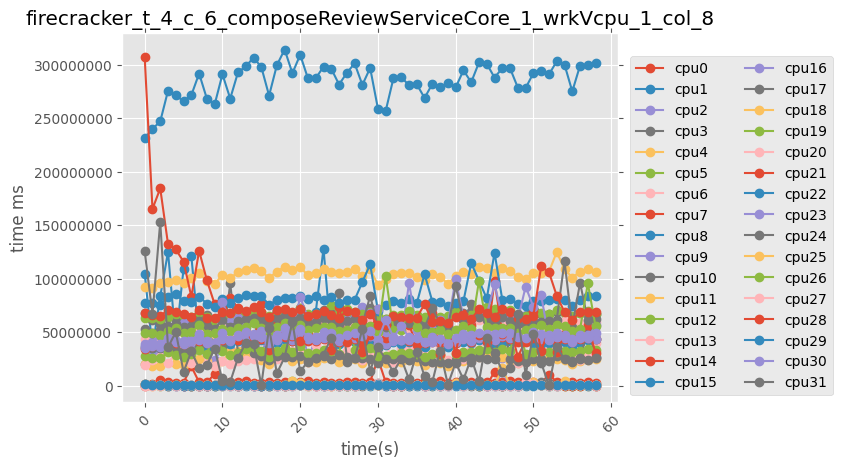 firecracker_t_4_c_6_composeReviewServiceCore_1_wrkVcpu_1_col_8
300000000
250000000
200000000
150000000
100000000
50000000
0
time ms
0
10
20
30
40
50
60
time(s)
cpu0
cpu1
cpu2
cpu3
cpu4
cpu5
cpu6
cpu7
cpu8
cpu9
cpu10
cpu11
cpu12
cpu13
cpu14
cpu15
cpu16
cpu17
cpu18
cpu19
cpu20
cpu21
cpu22
cpu23
cpu24
cpu25
cpu26
cpu27
cpu28
cpu29
cpu30
cpu31